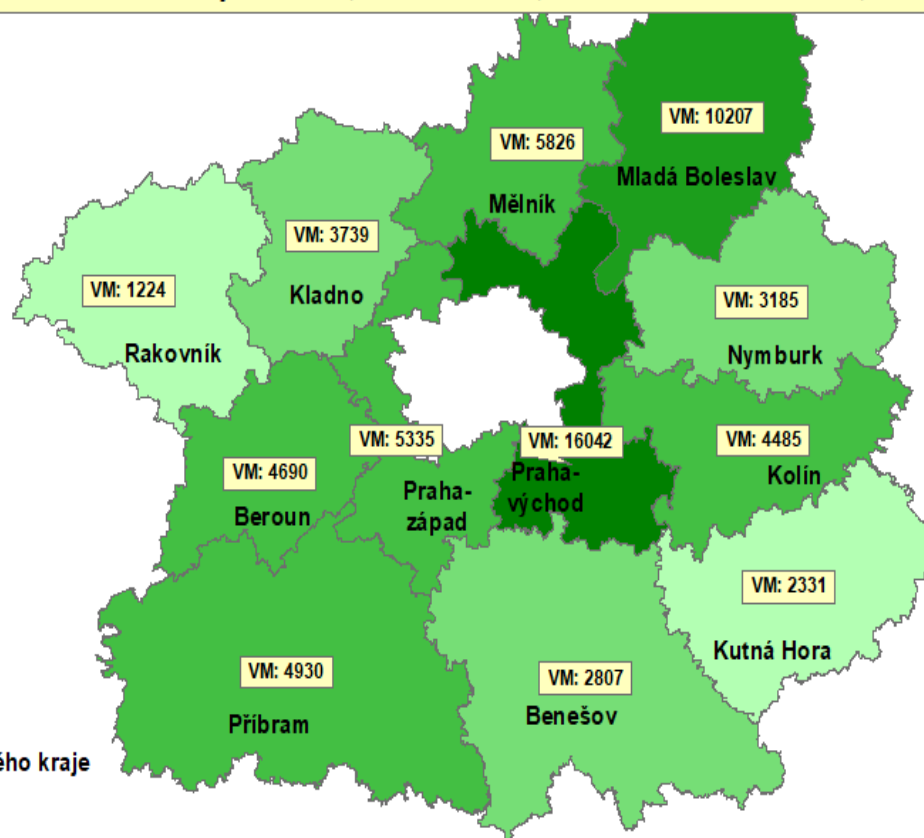 VM: 10207
Mladá Boleslav
VM: 5826
Mělník
VM: 3739
Kladno
VM: 1224
Rakovník
VM: 3185
Nymburk
VM: 5335
Praha-
západ
VM: 16042
Praha-
východ
VM: 4485
Kolín
VM: 4690
Beroun
VM: 2331
Kutná Hora
VM: 4930
Příbram
VM: 2807
Benešov
ého kraje